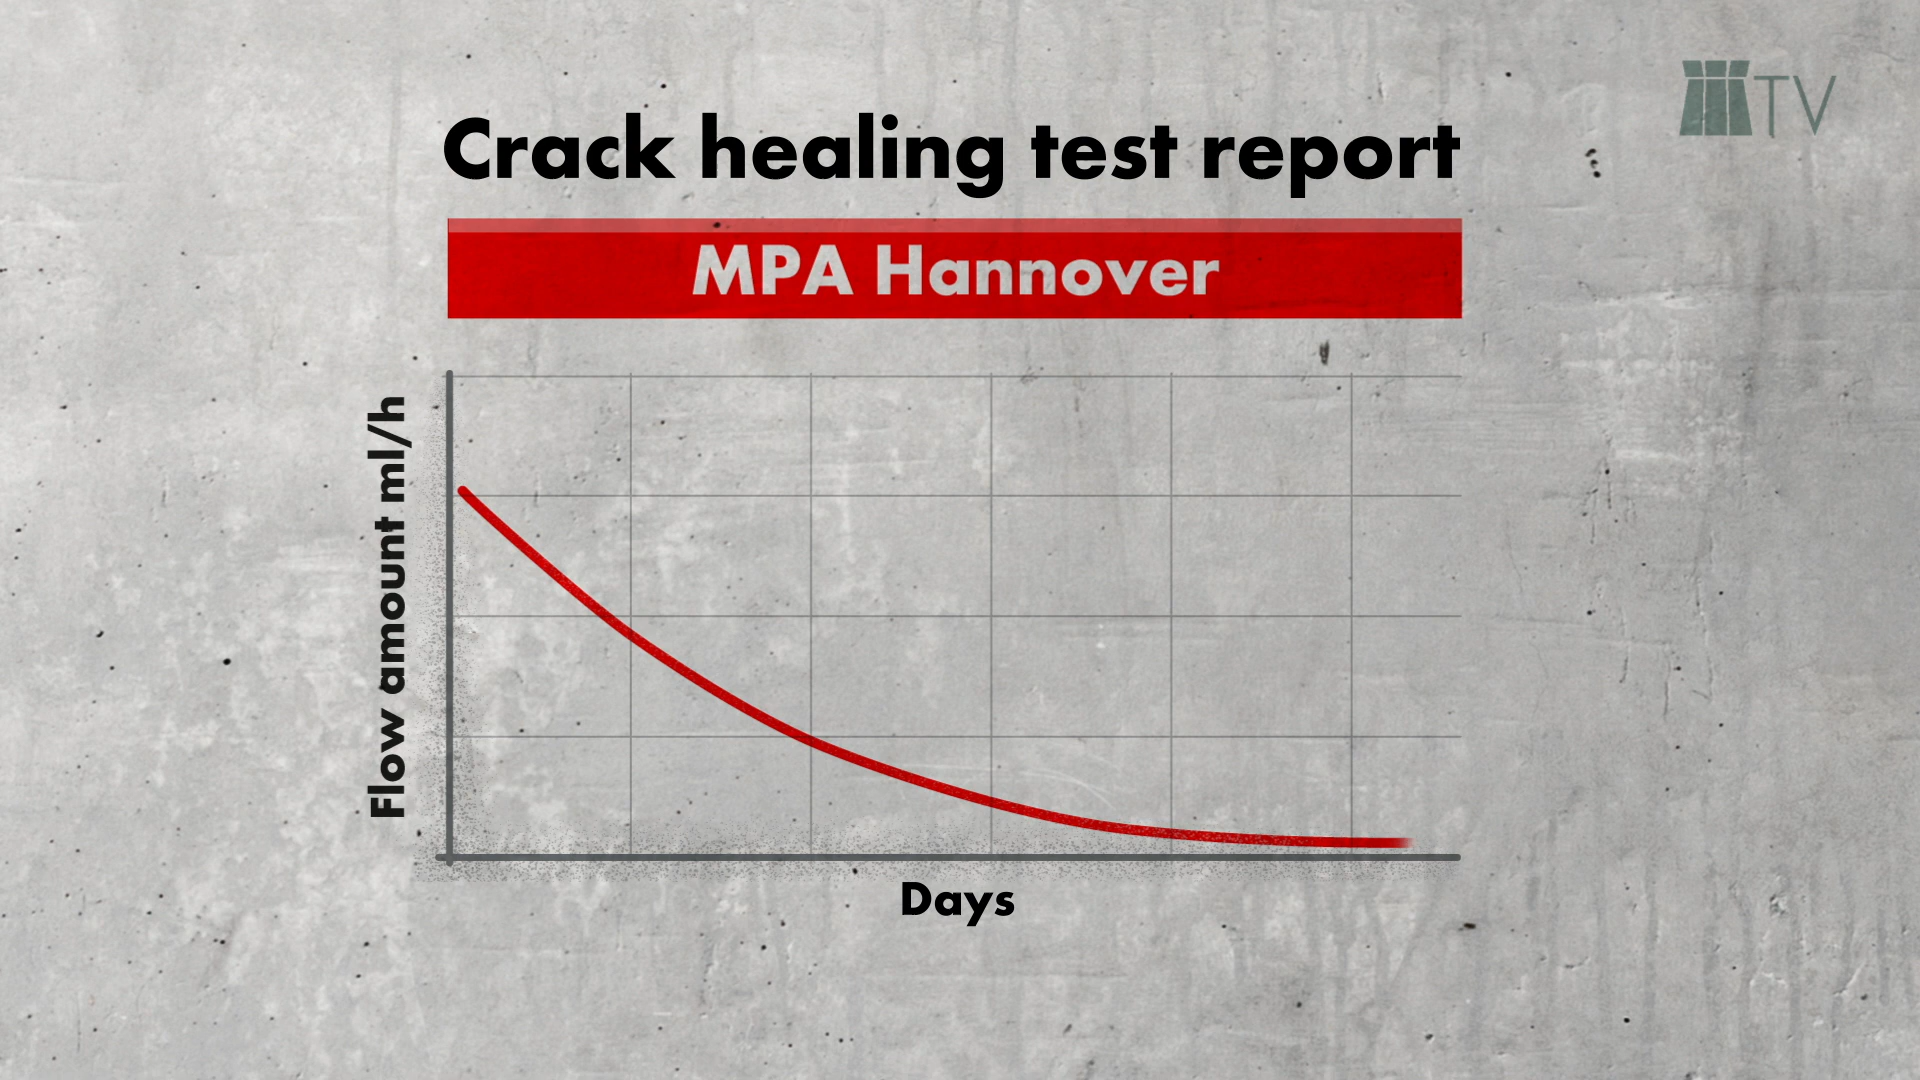 TV
Crack healing test report
MPA Hannover
Flow amount ml/h
Days